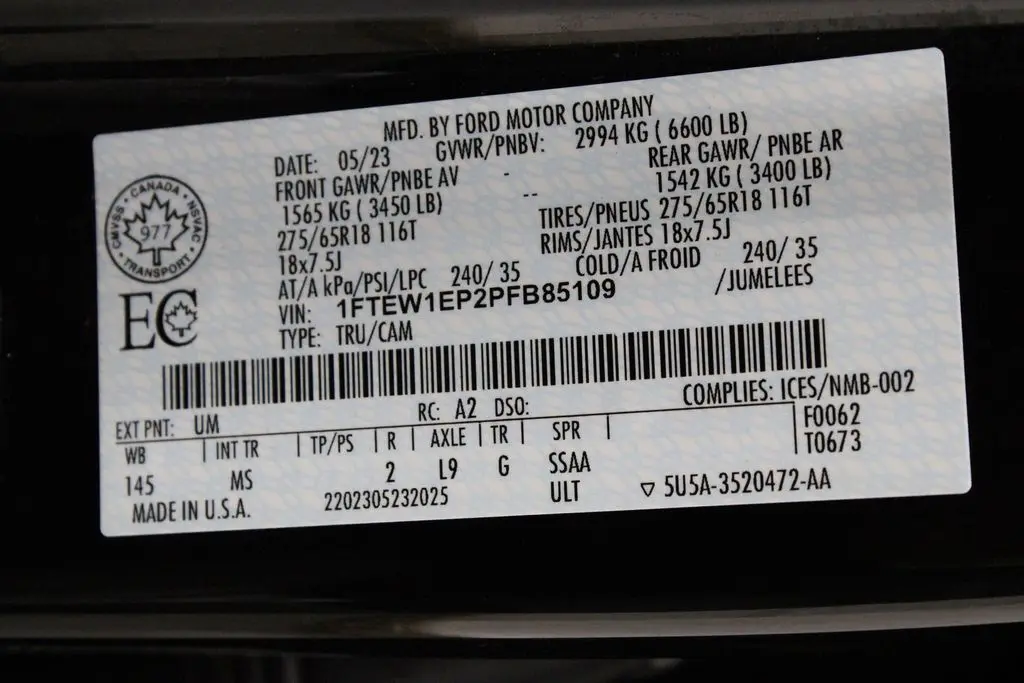 MFD. BY FORD MOTOR COMPANY
DATE: 05/23 GVWR/PNBV: 2994 KG ( 6600 LB)
FRONT GAWR/PNBE AV - REAR GAWR/ PNBE AR
1565 KG ( 3450 LB) -- 1542 KG ( 3400 LB)
275/65R18 116T TIRES/PNEUS 275/65R18 116T
18x7.5J RIMS/JANTES 18x7.5J
AT/A kPa/PSI/LPC 240/ 35 COLD/A FROID 240/ 35
VIN: 1FTEW1EP2PFB85109 /JUMELEES
TYPE: TRU/CAM
CANADA
CMVSS NSVAC
977
TRANSPORT
EC
COMPLIES: ICES/NMB-002
EXT PNT: UM RC: A2 DSO: F0062
WB INT TR TP/PS R AXLE TR SPR T0673
145 MS 2 L9 G SSAA
MADE IN U.S.A. 2202305232025 ULT ▽ 5U5A-3520472-AA